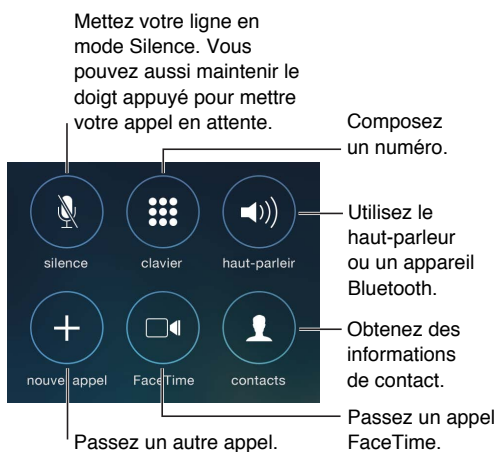 Mettez votre ligne en
mode Silence. Vous
pouvez aussi maintenir le
doigt appuyé pour mettre
votre appel en attente.
Composez
un numéro.
silence
clavier
haut-parleir
Utilisez le
haut-parleur
ou un appareil
Bluetooth.
nouvel appel
FaceTime
contacts
Obtenez des
informations
de contact.
Passez un appel
FaceTime.
Passez un autre appel.